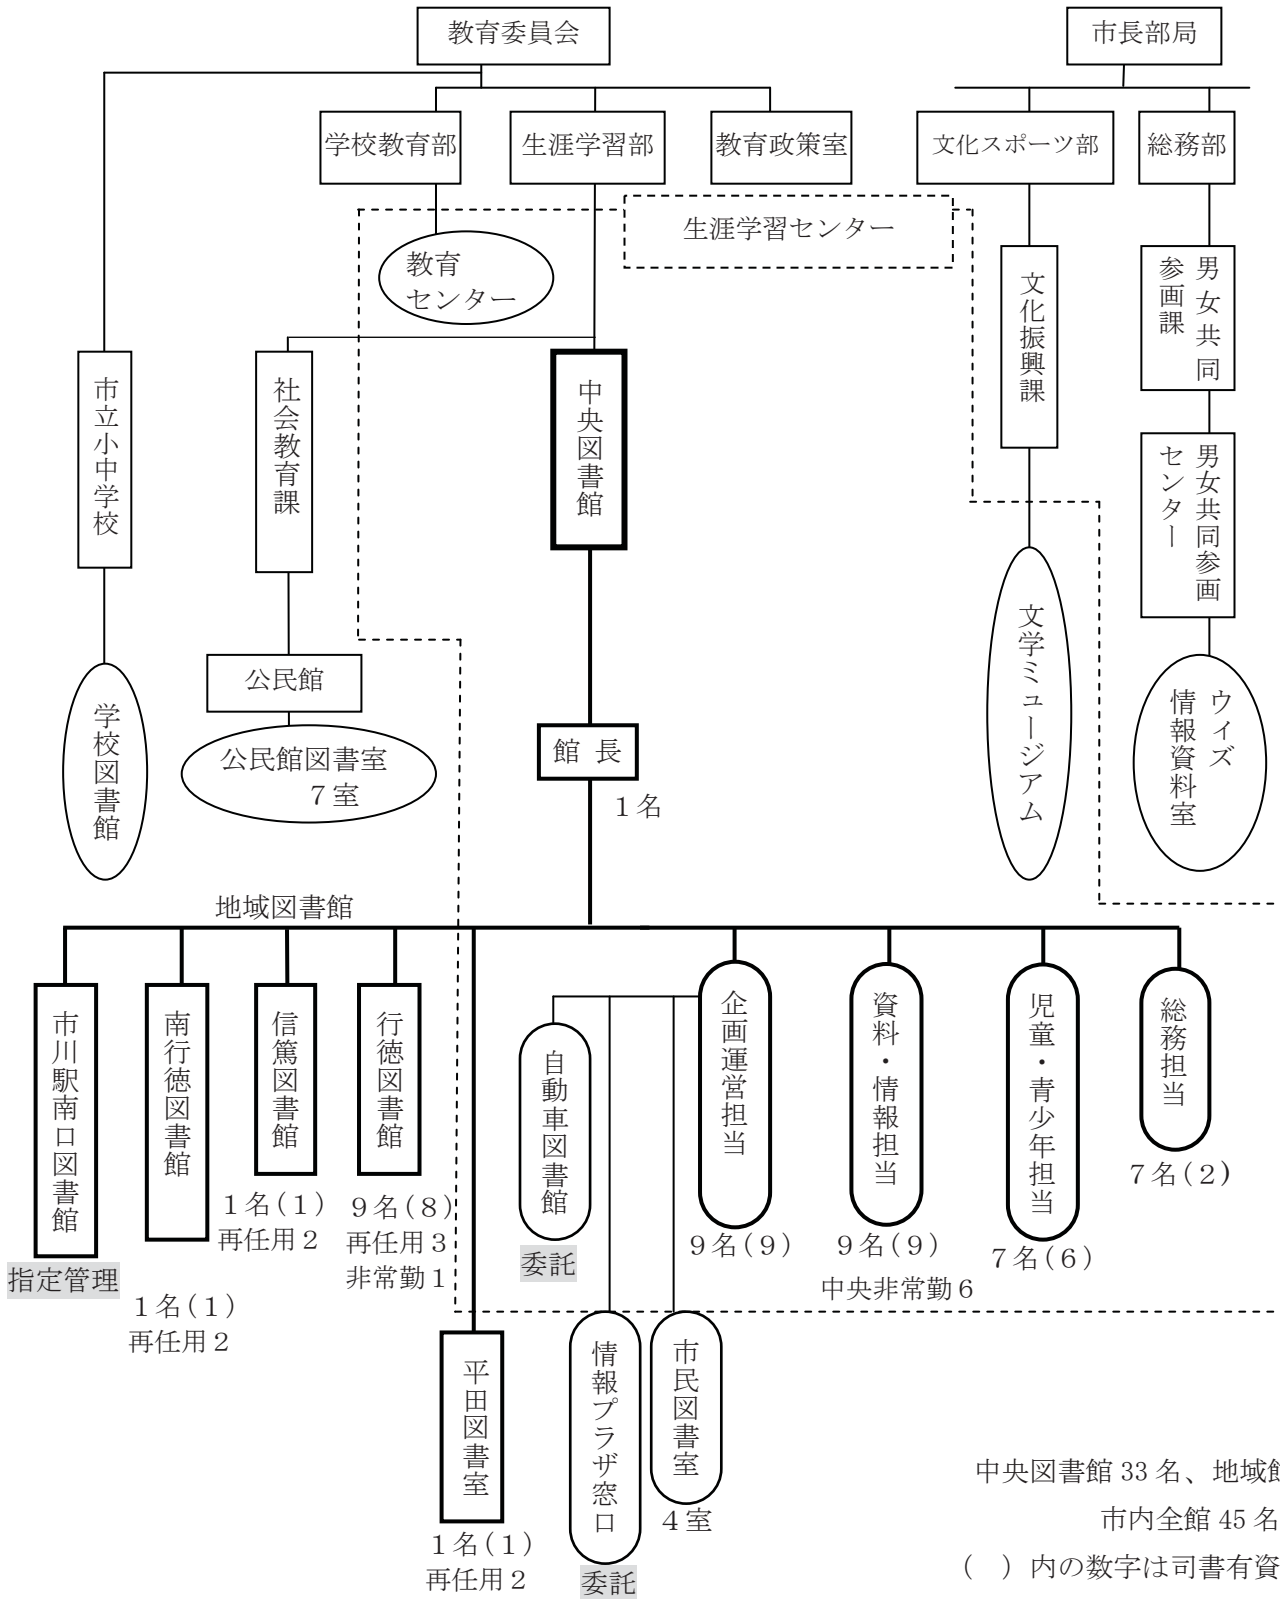 教育委員会
市長部局
学校教育部
生涯学習部
教育政策室
文化スポーツ部
総務部
生涯学習センター
教育
センター
市立小中学校
社会教育課
中央図書館
文化振興課
男女共同
参画課
男女共同参画
センター
学校図書館
公民館
公民館図書室
7室
館 長
1名
文学ミュージアム
ウィズ
情報資料室
地域図書館
市川駅南口図書館
指定管理
南行徳図書館
1名(1)
再任用2
信篤図書館
1名(1)
再任用2
行徳図書館
9名(8)
再任用3
非常勤1
平田図書室
1名(1)
再任用2
自動車図書館
委託
情報プラザ窓口
委託
市民図書室
4室
企画運営担当
9名(9)
資料・情報担当
9名(9)
中央非常勤6
児童・青少年担当
7名(6)
総務担当
7名(2)
中央図書館 33 名、地域館
市内全館 45 名
( )内の数字は司書有資